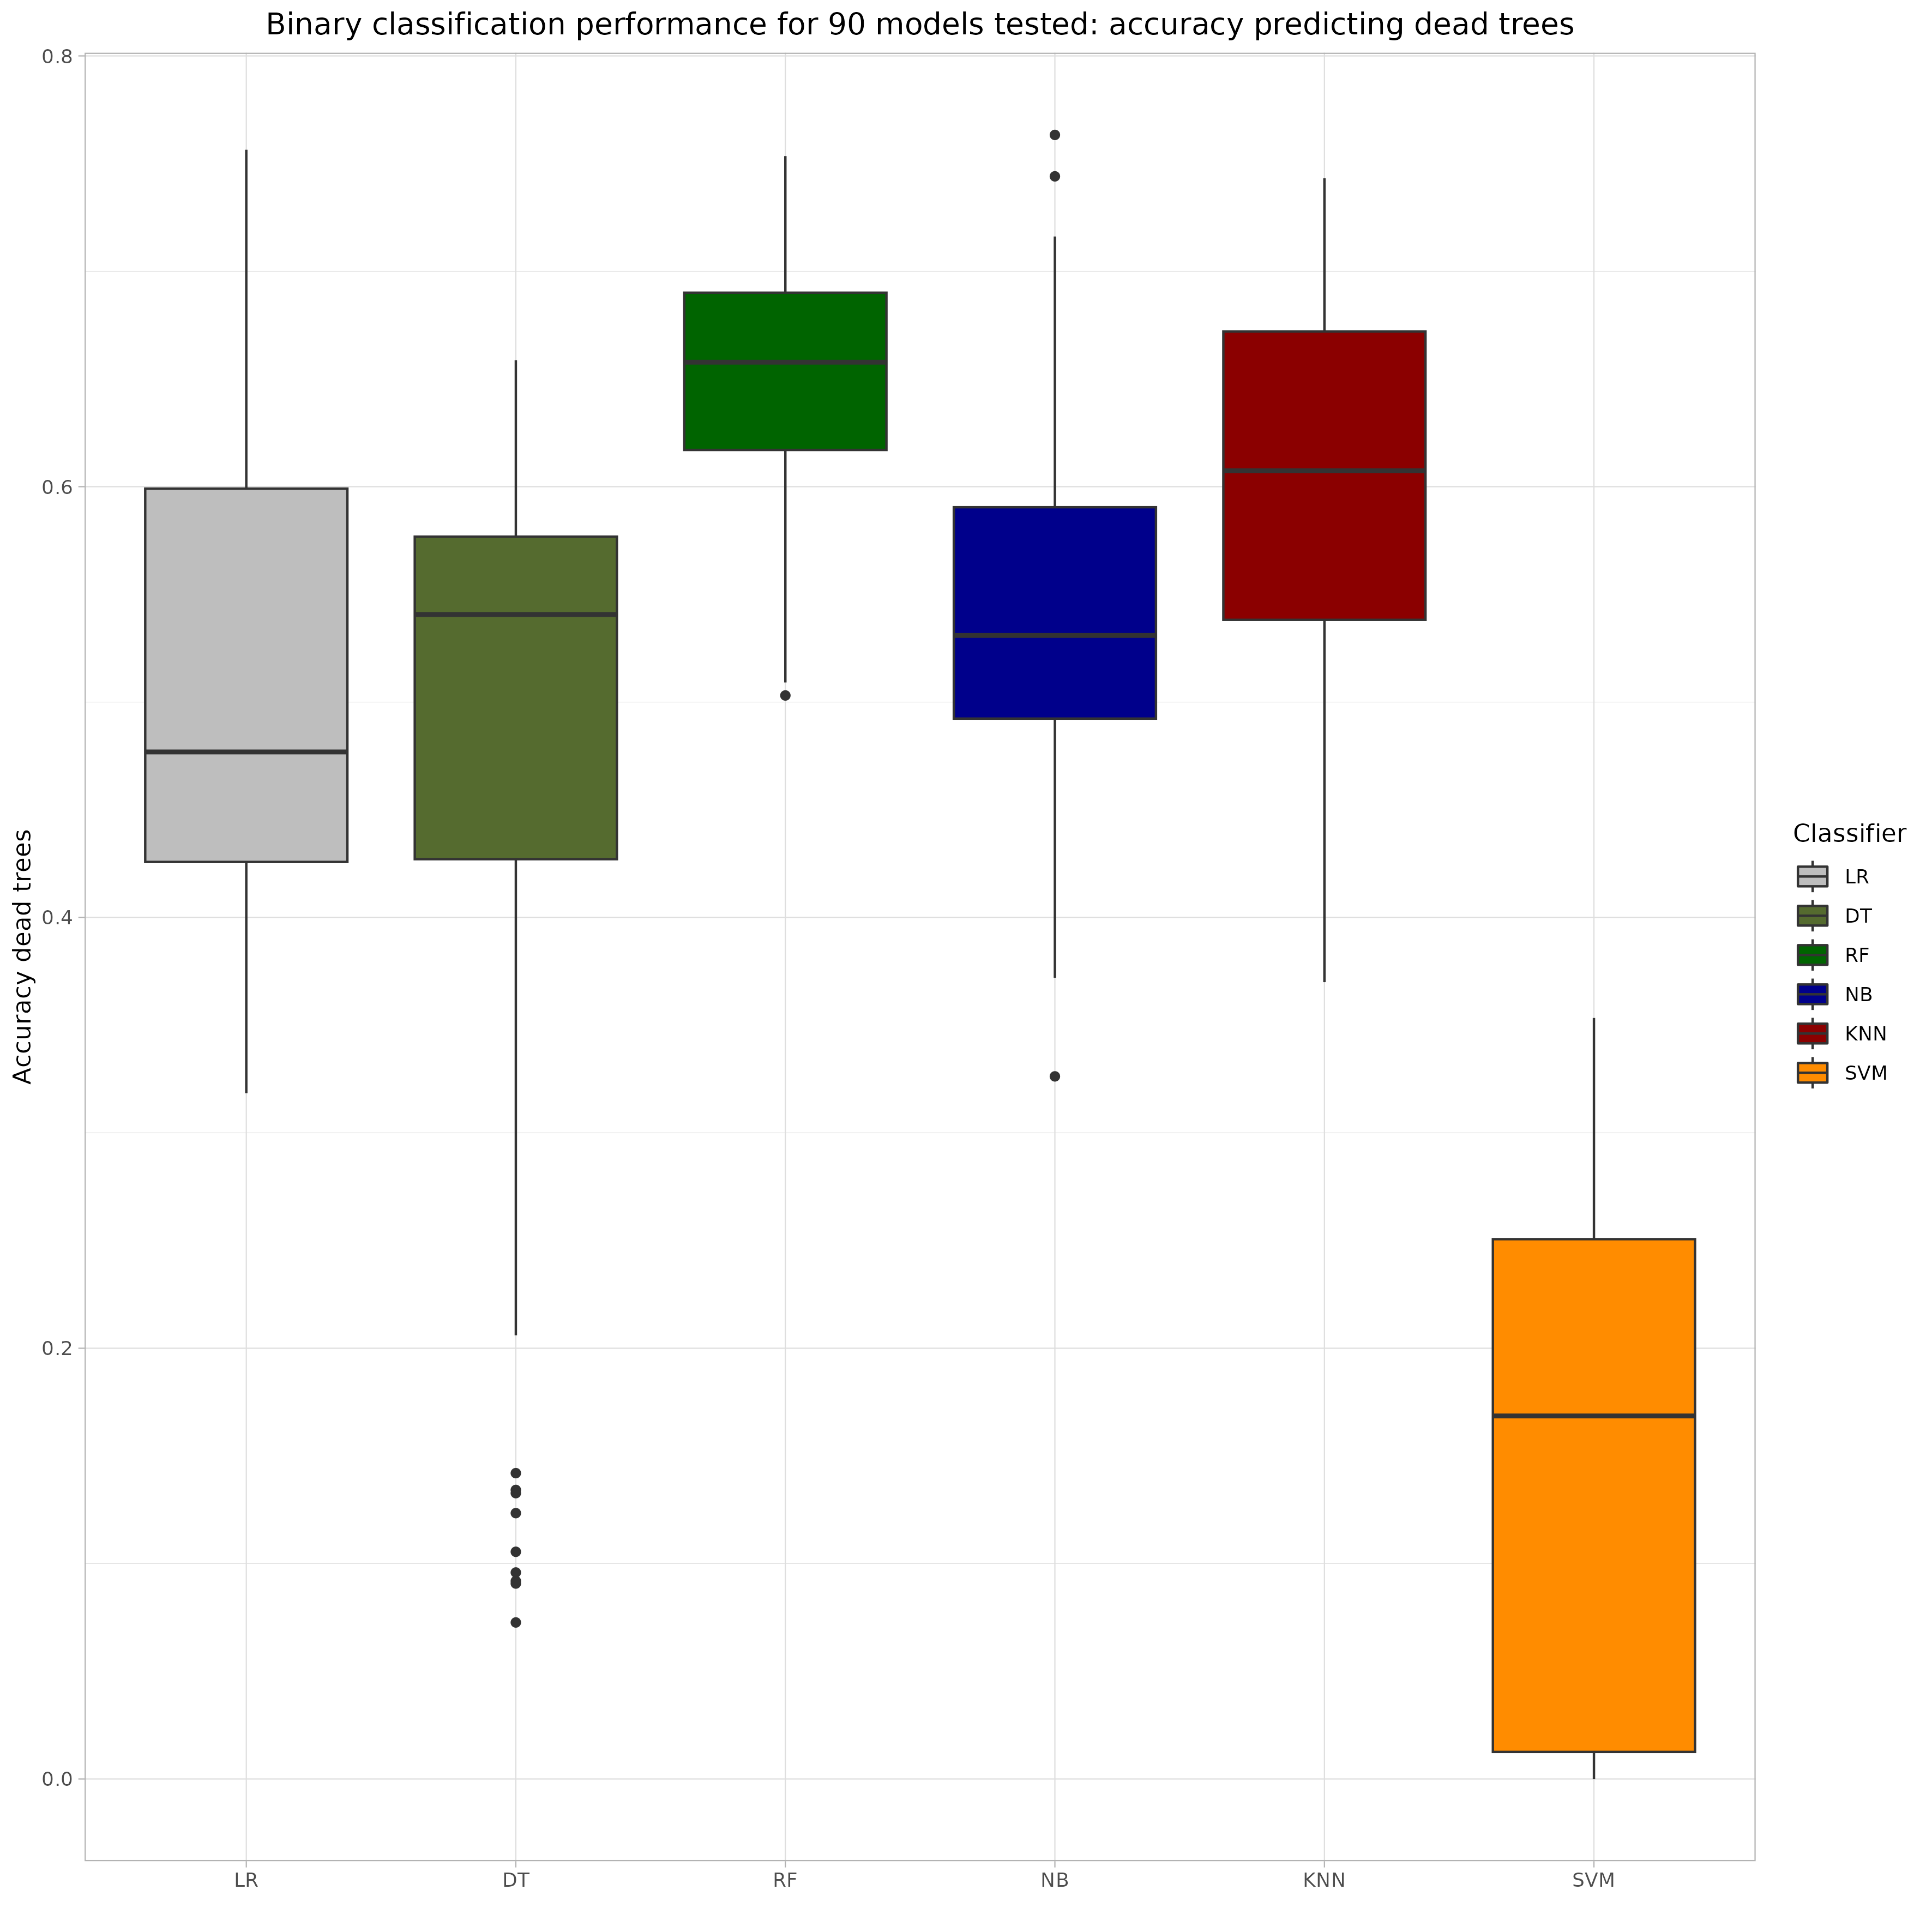 Binary classification performance for 90 models tested: accuracy predicting dead trees
Accuracy dead trees
0.8
0.6
0.4
0.2
0.0
LR
DT
RF
NB
KNN
SVM
Classifier
LR
DT
RF
NB
KNN
SVM